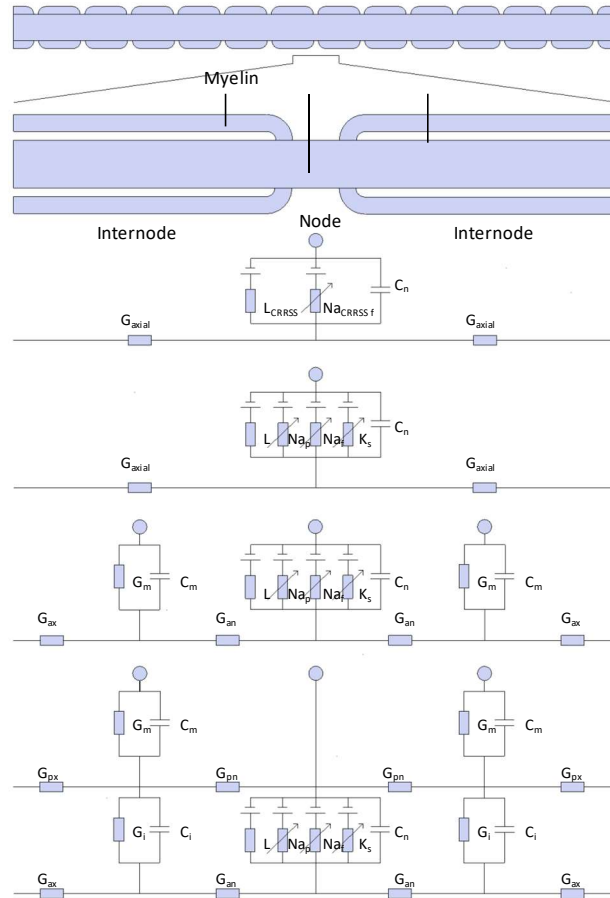 Myelin
Node
Internode Internode
L_CRRSS Na_CRRSS f C_n
G_axial G_axial
L Na_p Na_f K_s C_n
G_axial G_axial
G_m C_m L Na_p Na_f K_s C_n G_m C_m
G_ax G_an G_an G_ax
G_m C_m G_m C_m
G_px G_pn G_pn G_px
G_i C_i L Na_p Na_f K_s C_n G_i C_i
G_ax G_an G_an G_ax